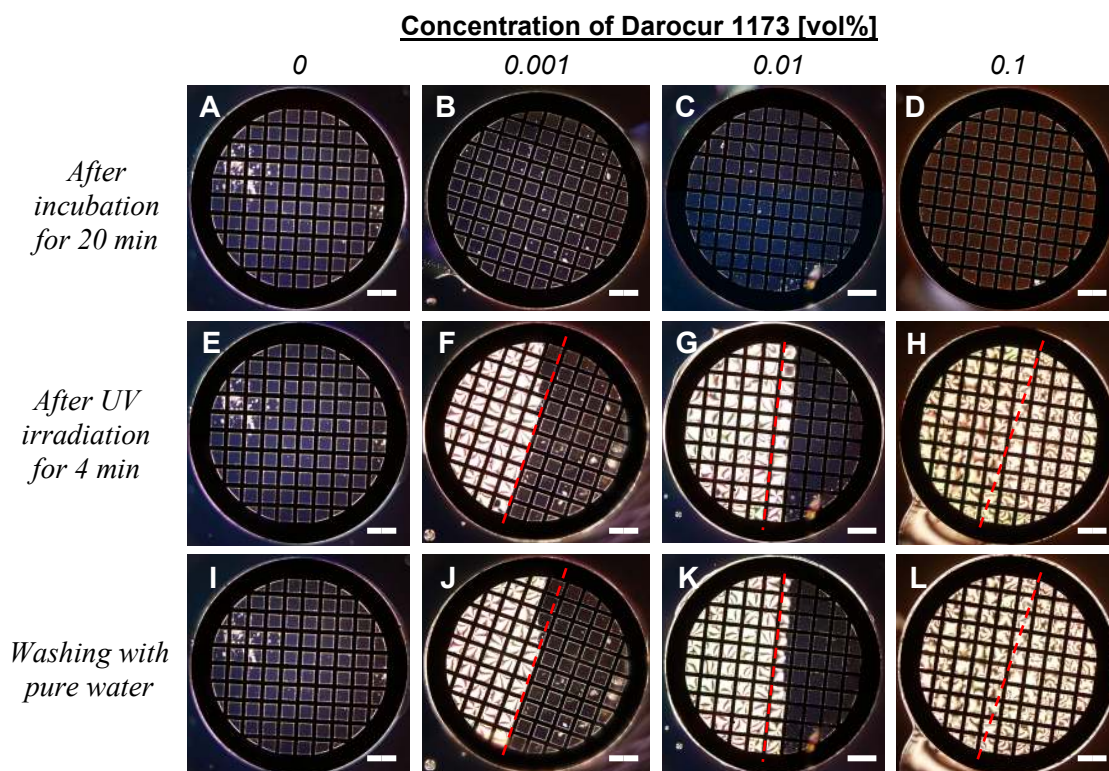 Concentration of Darocur 1173 [vol%]
0 0.001 0.01 0.1
After
incubation
for 20 min
A B C D
After UV
irradiation
for 4 min
E F G H
Washing with
pure water
I J K L